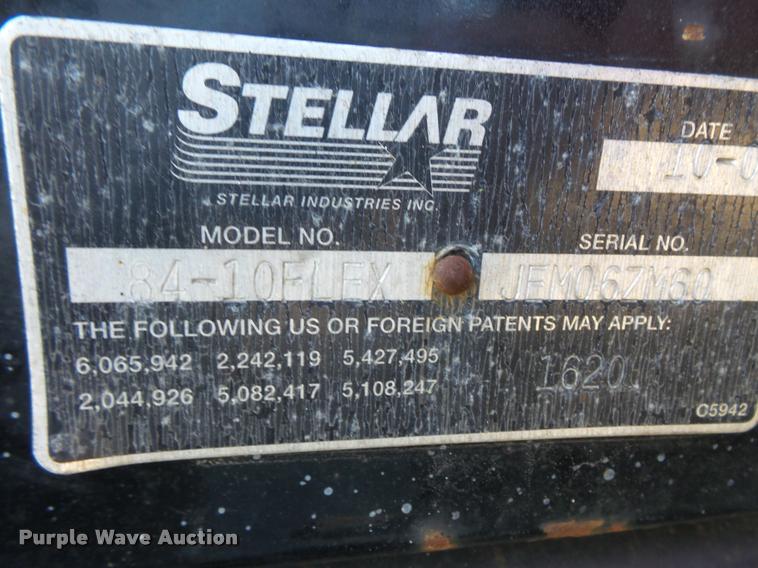 STELLAR
STELLAR INDUSTRIES INC.
DATE
10-0
MODEL NO.
SERIAL NO.
84-10FLEX
THE FOLLOWING US OR FOREIGN PATENTS MAY APPLY:
6,065,942 2,242,119 5,427,495
2,044,926 5,082,417 5,108,247
C5942
Purple Wave Auction